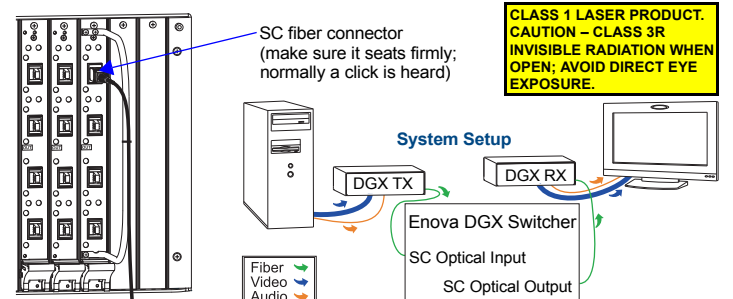 SC fiber connector
(make sure it seats firmly;
normally a click is heard)
CLASS 1 LASER PRODUCT.
CAUTION – CLASS 3R
INVISIBLE RADIATION WHEN
OPEN; AVOID DIRECT EYE
EXPOSURE.
System Setup
DGX TX
DGX RX
Enova DGX Switcher
SC Optical Input
SC Optical Output
Fiber
Video
Audio